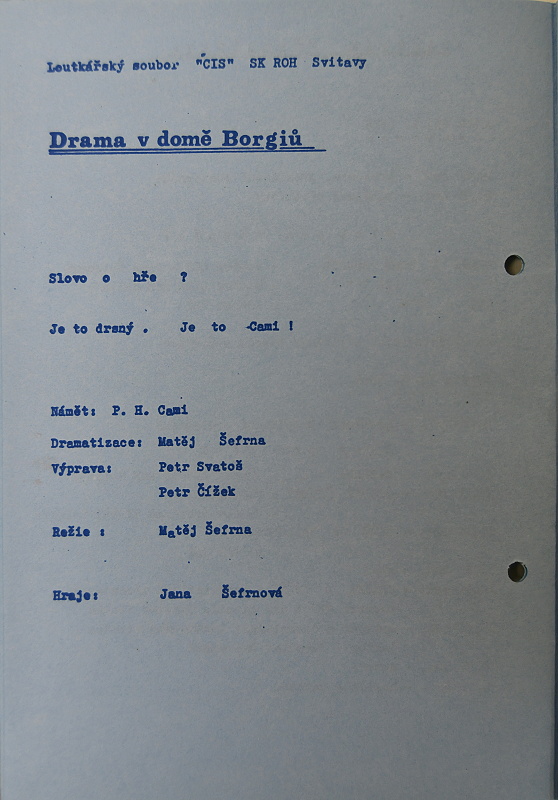 Loutkářský soubor "CIS" SK ROH Svitavy
Drama v domě Borgiů
Slovo o hře ?
Je to drsný . Je to -Cami !
Námět: P. H. Cami
Dramatizace: Matěj Šefrna
Výprava: Petr Svatoš
Petr Čížek
Režie : Matěj Šefrna
Hraje: Jana Šefrnová